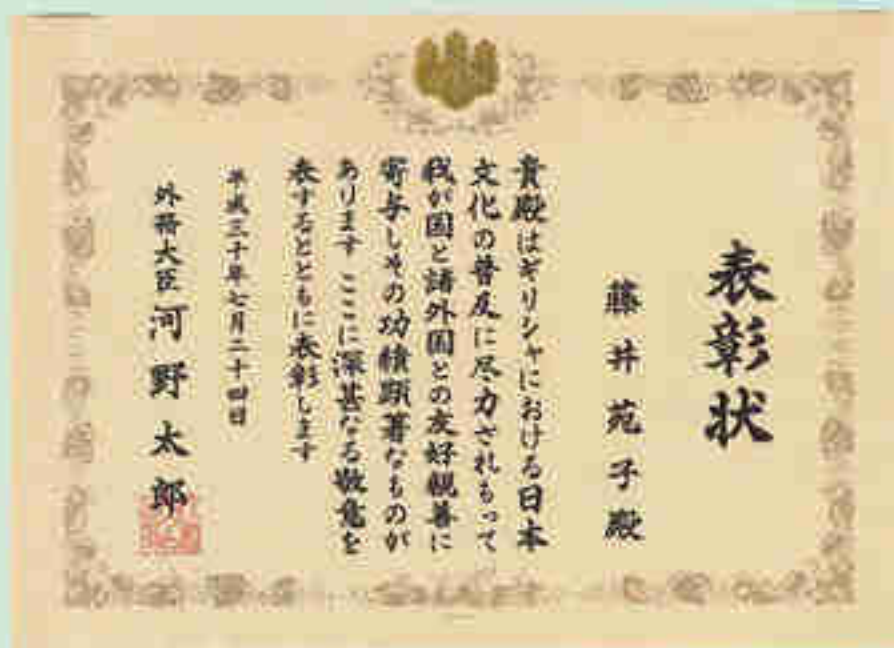 表彰状
藤井苑子殿
貴殿はギリシャにおける日本
文化の普及に尽力されもって
我が国と諸外国との友好親善に
寄与しその功績顕著なものが
あります ここに深甚なる敬意を
表するとともに表彰します
平成三十年七月二十四日
外務大臣 河野太郎